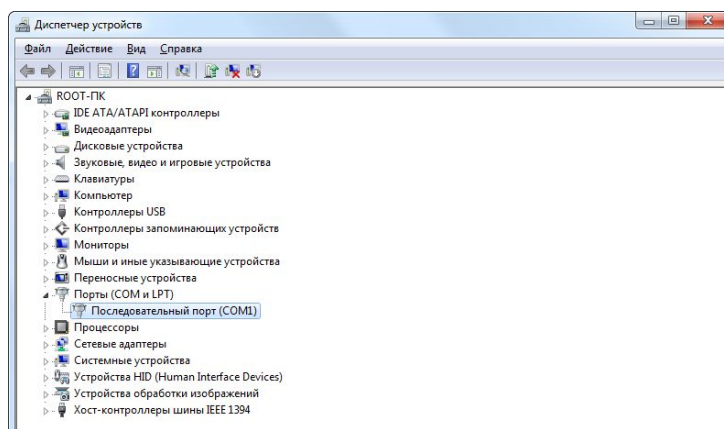 Диспетчер устройств
Файл Действие Вид Справка
ROOT-ПК
IDE ATA/ATAPI контроллеры
Видеоадаптеры
Дисковые устройства
Звуковые, видео и игровые устройства
Клавиатуры
Компьютер
Контроллеры USB
Контроллеры запоминающих устройств
Мониторы
Мыши и иные указывающие устройства
Переносные устройства
Порты (COM и LPT)
Последовательный порт (COM1)
Процессоры
Сетевые адаптеры
Системные устройства
Устройства HID (Human Interface Devices)
Устройства обработки изображений
Хост-контроллеры шины IEEE 1394